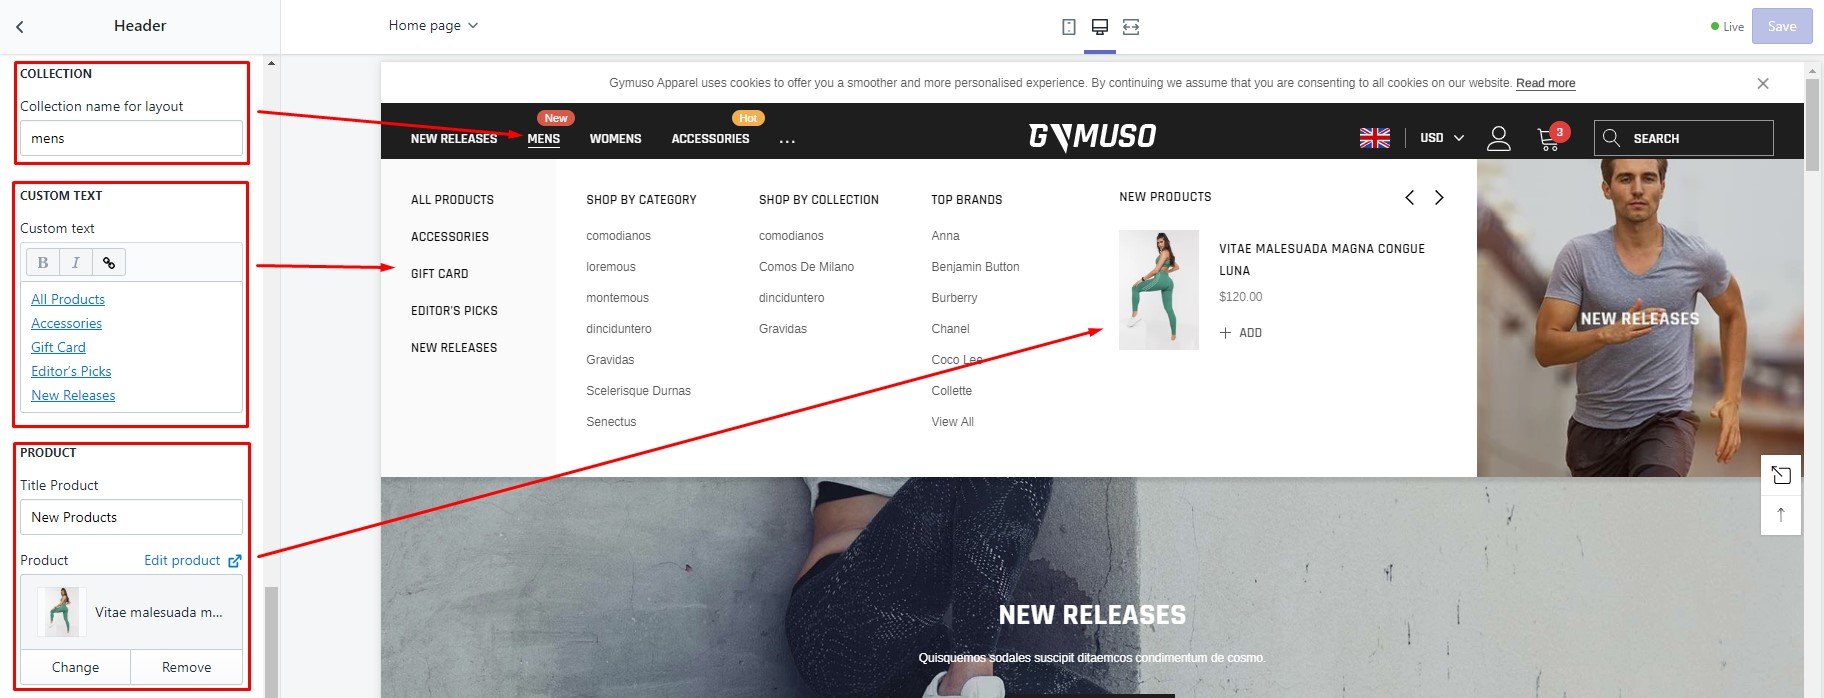 Header
Home page
Live
Save
COLLECTION
Collection name for layout
mens
CUSTOM TEXT
Custom text
B I
All Products
Accessories
Gift Card
Editor's Picks
New Releases
PRODUCT
Title Product
New Products
Product
Edit product
Vitae malesuada m...
Change
Remove
Gymuso Apparel uses cookies to offer you a smoother and more personalised experience. By continuing we assume that you are consenting to all cookies on our website. Read more
New
Hot
NEW RELEASES
MENS
WOMENS
ACCESSORIES
...
GYMUSO
USD
3
SEARCH
ALL PRODUCTS
ACCESSORIES
GIFT CARD
EDITOR'S PICKS
NEW RELEASES
SHOP BY CATEGORY
comodianos
loremous
montemous
dinciduntero
Gravidas
Scelerisque Durnas
Senectus
SHOP BY COLLECTION
comodianos
Comos De Milano
dinciduntero
Gravidas
TOP BRANDS
Anna
Benjamin Button
Burberry
Chanel
Coco Lee
Collette
View All
NEW PRODUCTS
VITAE MALESUADA MAGNA CONGUE
LUNA
$120.00
+ ADD
NEW RELEASES
NEW RELEASES
Quisquemos sodales suscipit ditaemcos condimentum de cosmo.